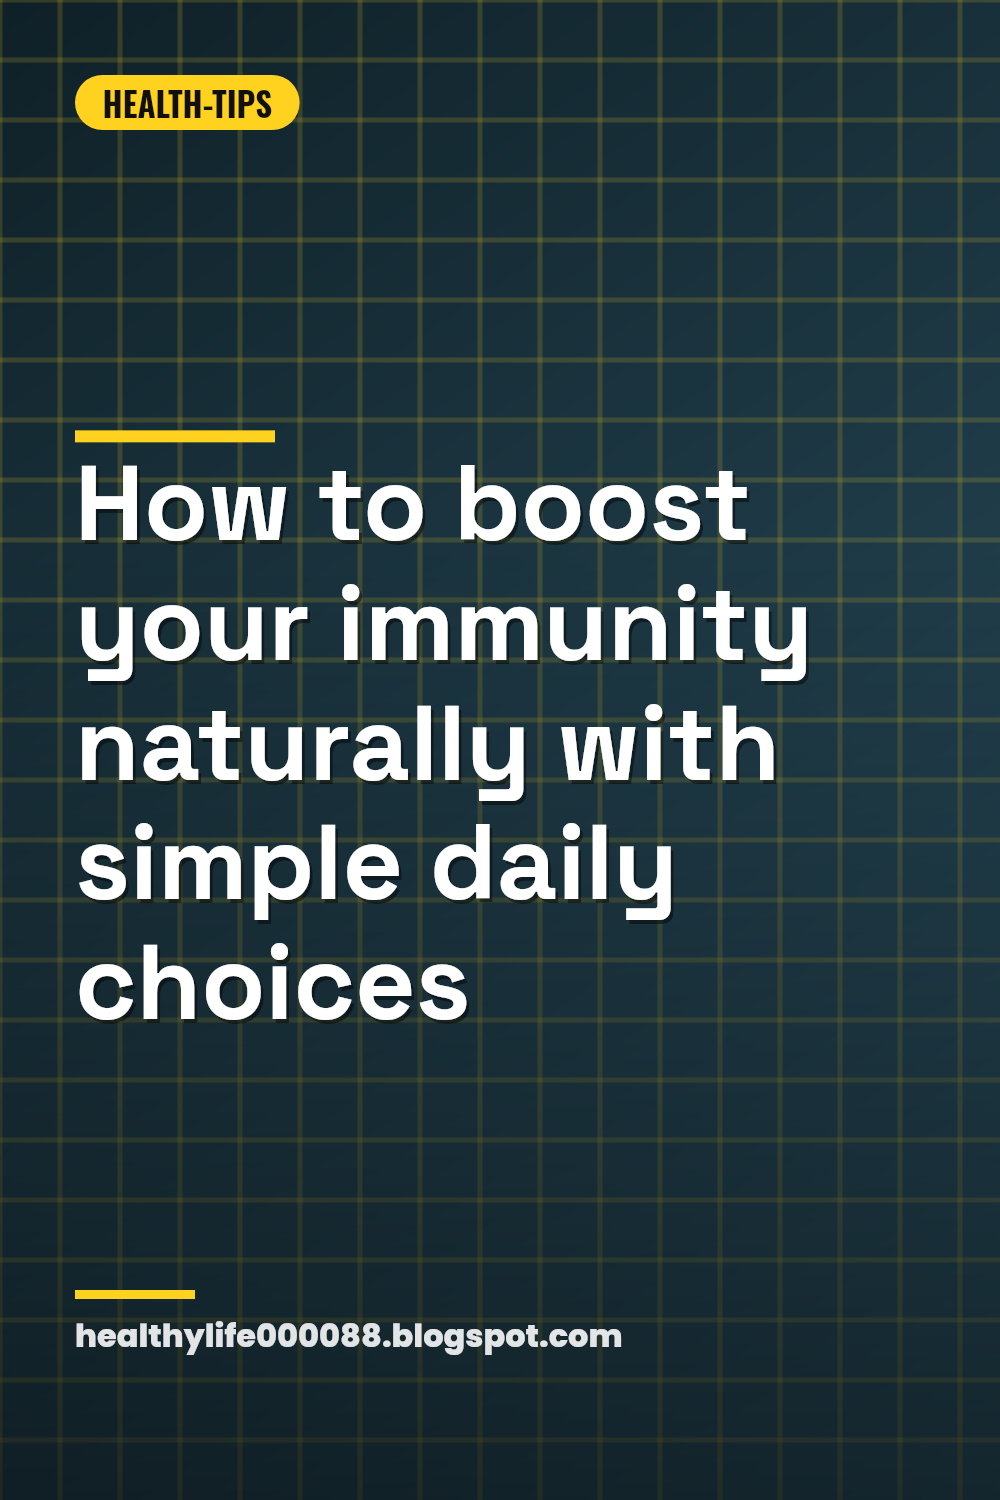 HEALTH-TIPS
How to boost
your immunity
naturally with
simple daily
choices
healthylife000088.blogspot.com